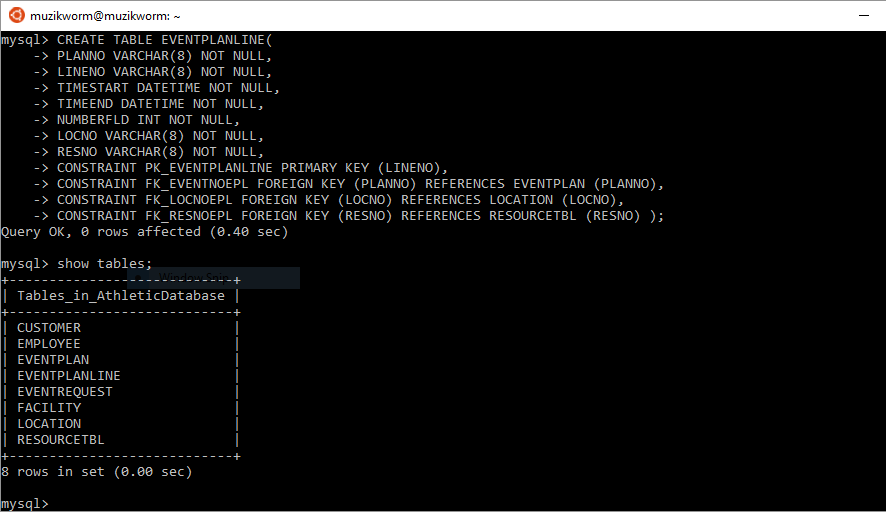 muzikworm@muzikworm: ~
mysql> CREATE TABLE EVENTPLANLINE(
    -> PLANNO VARCHAR(8) NOT NULL,
    -> LINENO VARCHAR(8) NOT NULL,
    -> TIMESTART DATETIME NOT NULL,
    -> TIMEEND DATETIME NOT NULL,
    -> NUMBERFLD INT NOT NULL,
    -> LOCNO VARCHAR(8) NOT NULL,
    -> RESNO VARCHAR(8) NOT NULL,
    -> CONSTRAINT PK_EVENTPLANLINE PRIMARY KEY (LINENO),
    -> CONSTRAINT FK_EVENTNOEPL FOREIGN KEY (PLANNO) REFERENCES EVENTPLAN (PLANNO),
    -> CONSTRAINT FK_LOCNOEPL FOREIGN KEY (LOCNO) REFERENCES LOCATION (LOCNO),
    -> CONSTRAINT FK_RESNOEPL FOREIGN KEY (RESNO) REFERENCES RESOURCETBL (RESNO) );
Query OK, 0 rows affected (0.40 sec)
mysql> show tables;
Window Snip
+----------------------------+
| Tables_in_AthleticDatabase |
+----------------------------+
| CUSTOMER                   |
| EMPLOYEE                   |
| EVENTPLAN                  |
| EVENTPLANLINE              |
| EVENTREQUEST               |
| FACILITY                   |
| LOCATION                   |
| RESOURCETBL                |
+----------------------------+
8 rows in set (0.00 sec)
mysql>